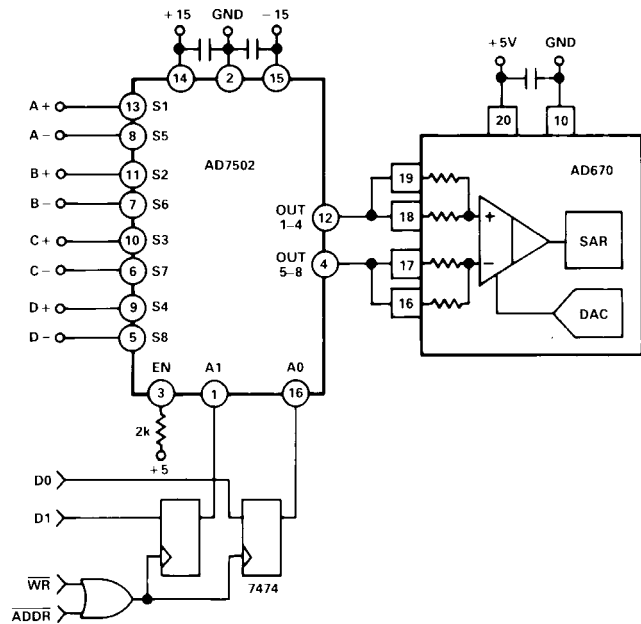 +15 GND -15
+5V GND
14 2 15
20 10
A+ 13 S1
AD670
A- 8 S5
AD7502
B+ 11 S2
19
B- 7 S6
OUT 1-4 12
18
+
SAR
C+ 10 S3
OUT 5-8 4
17
-
C- 6 S7
16
DAC
D+ 9 S4
D- 5 S8
EN A1 A0
3 1 16
2k
+5
D0
D1
WR
7474
ADDR